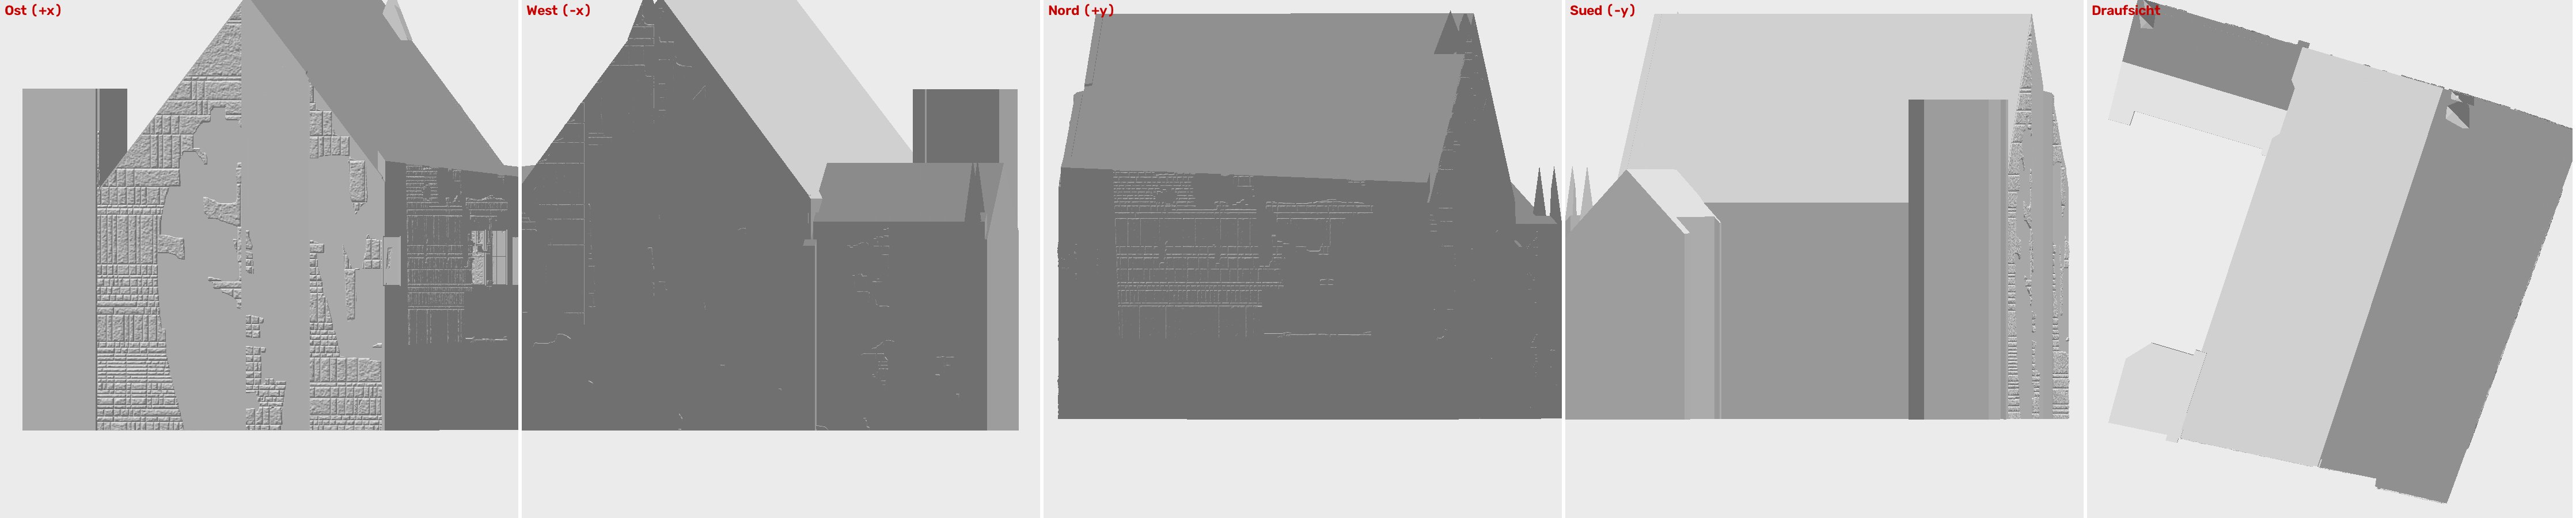 Ost (+x)
West (-x)
Nord (+y)
Sued (-y)
Draufsicht